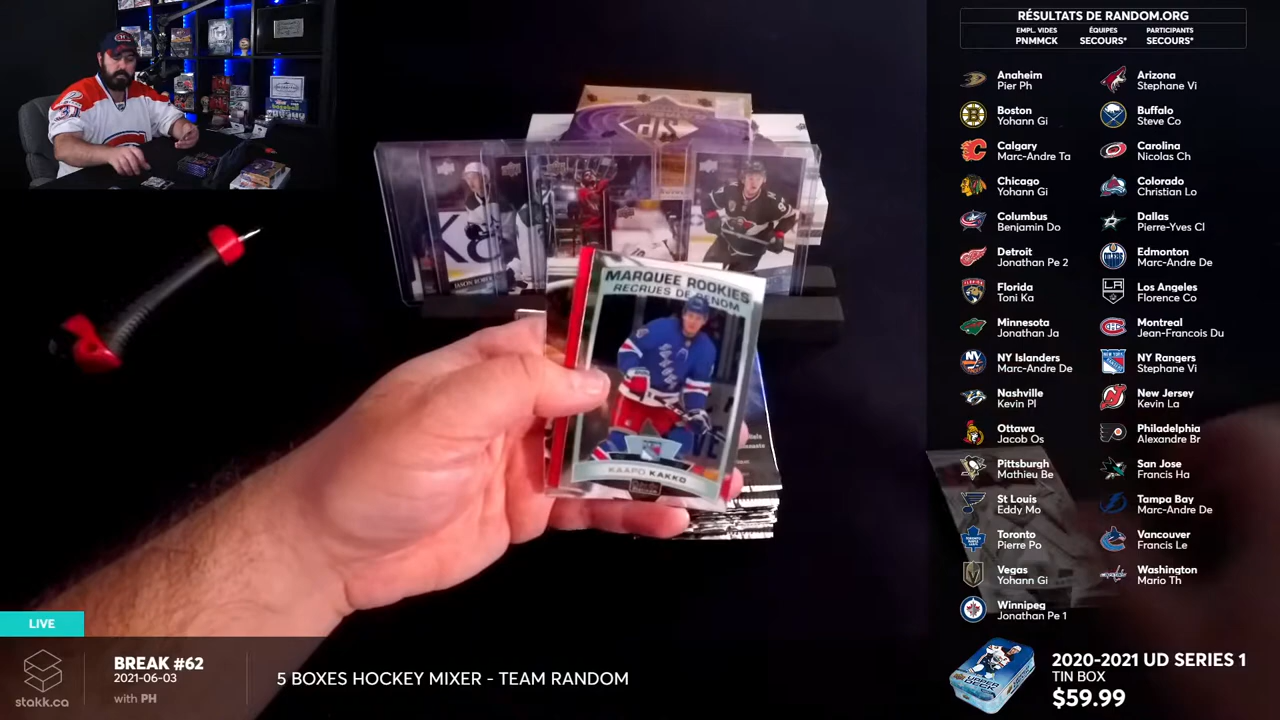 RÉSULTATS DE RANDOM.ORG
EMPL. VIDES
PNMMCK
ÉQUIPES
SECOURS*
PARTICIPANTS
SECOURS*
Anaheim
Pier Ph
Arizona
Stephane Vi
Boston
Yohann Gi
Buffalo
Steve Co
Calgary
Marc-Andre Ta
Carolina
Nicolas Ch
Chicago
Yohann Gi
Colorado
Christian Lo
Columbus
Benjamin Do
Dallas
Pierre-Yves Cl
Detroit
Jonathan Pe 2
Edmonton
Marc-Andre De
Florida
Toni Ka
Los Angeles
Florence Co
Minnesota
Jonathan Ja
Montreal
Jean-Francois Du
NY Islanders
Marc-Andre De
NY Rangers
Stephane Vi
Nashville
Kevin Pl
New Jersey
Kevin La
Ottawa
Jacob Os
Philadelphia
Alexandre Br
Pittsburgh
Mathieu Be
San Jose
Francis Ha
St Louis
Eddy Mo
Tampa Bay
Marc-Andre De
Toronto
Pierre Po
Vancouver
Francis Le
Vegas
Yohann Gi
Washington
Mario Th
Winnipeg
Jonathan Pe 1
SP
MARQUEE ROOKIES
RECRUES DE RENOM
KAAPO KAKKO
LIVE
stakk.ca
BREAK #62
2021-06-03
with PH
5 BOXES HOCKEY MIXER - TEAM RANDOM
2020-2021 UD SERIES 1
TIN BOX
$59.99